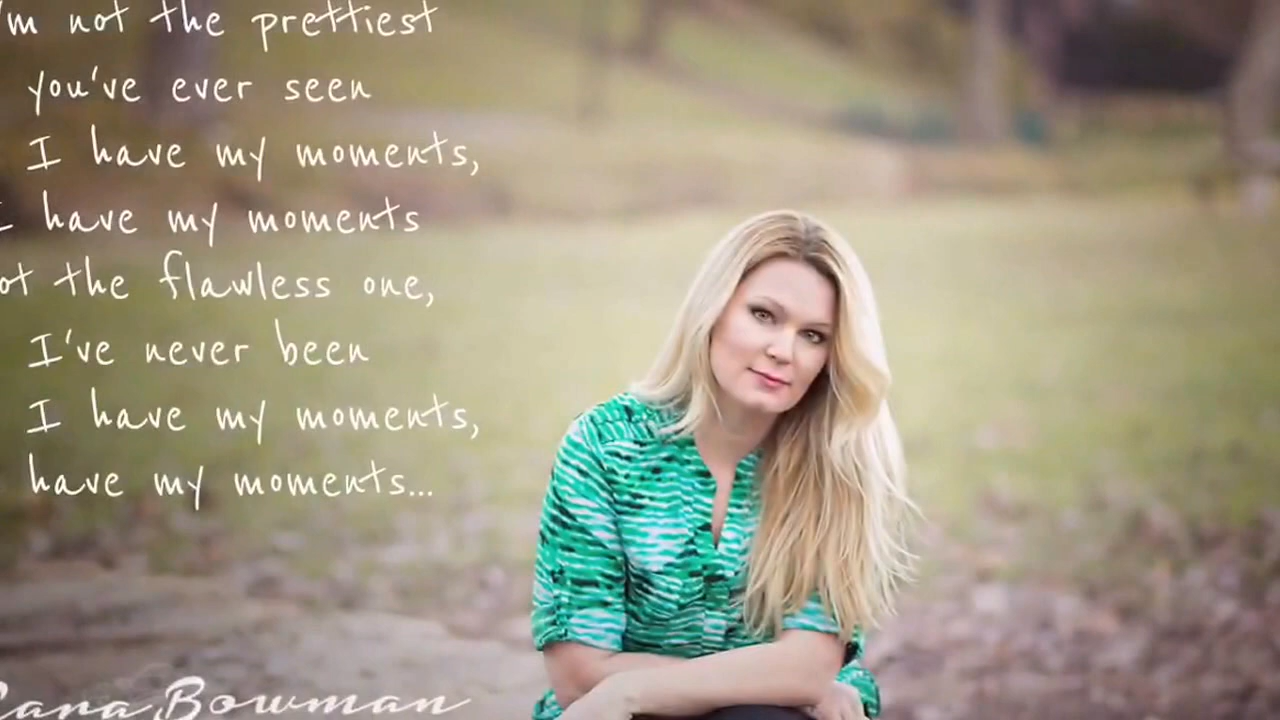 I'm not the prettiest
you've ever seen
I have my moments,
I have my moments
the flawless one,
I've never been
I have my moments,
have my moments...
Bowman